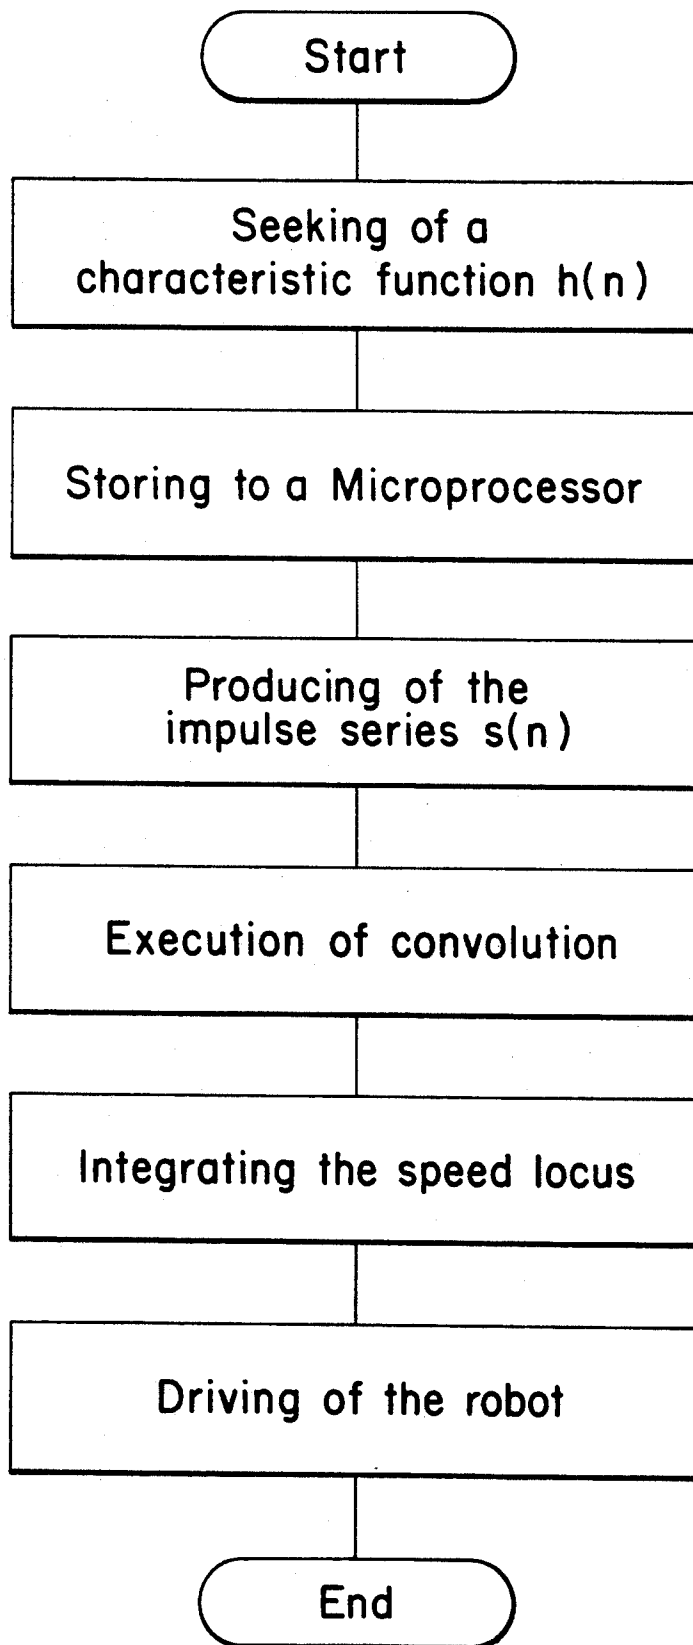 Start
Seeking of a
characteristic function h(n)
Storing to a Microprocessor
Producing of the
impulse series s(n)
Execution of convolution
Integrating the speed locus
Driving of the robot
End